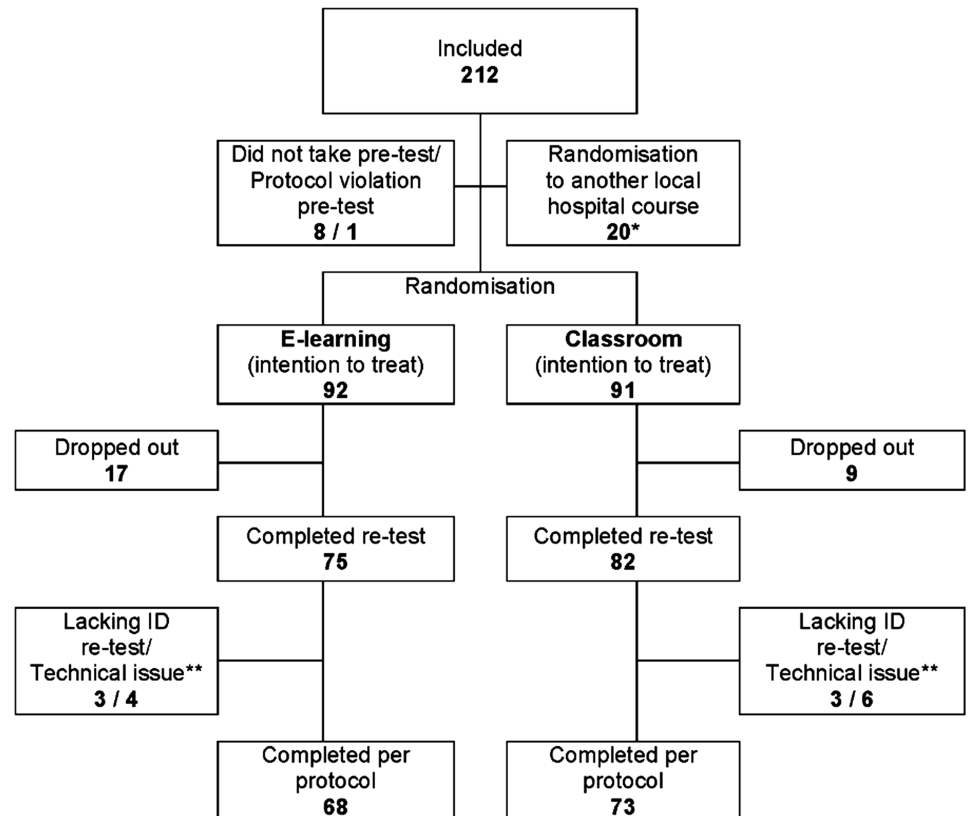 Included
212
Did not take pre-test/
Protocol violation
pre-test
8 / 1
Randomisation
to another local
hospital course
20*
Randomisation
E-learning
(intention to treat)
92
Classroom
(intention to treat)
91
Dropped out
17
Dropped out
9
Completed re-test
75
Completed re-test
82
Lacking ID
re-test/
Technical issue**
3 / 4
Lacking ID
re-test/
Technical issue**
3 / 6
Completed per
protocol
68
Completed per
protocol
73